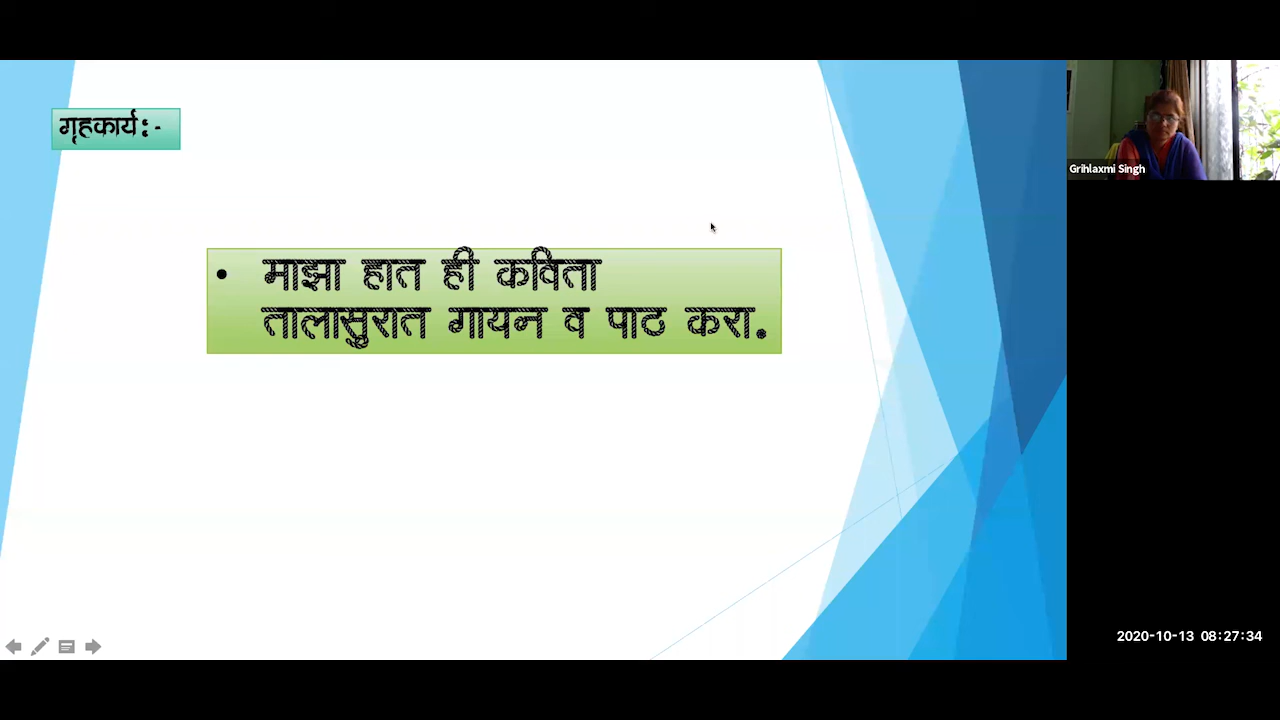 गृहकार्य:-
• माझा हात ही कविता
तालासुरात गायन व पाठ करा.
Grihlaxmi Singh
2020-10-13 08:27:34